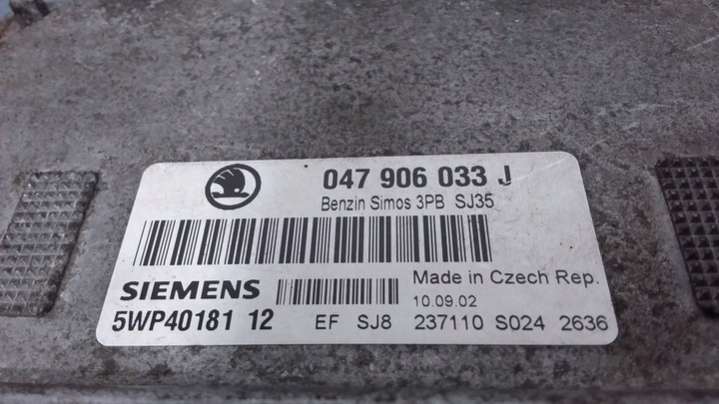 047 906 033 J
Benzin Simos 3PB SJ35
SIEMENS
Made in Czech Rep.
10.09.02
5WP40181 12 EF SJ8 237110 S024 2636